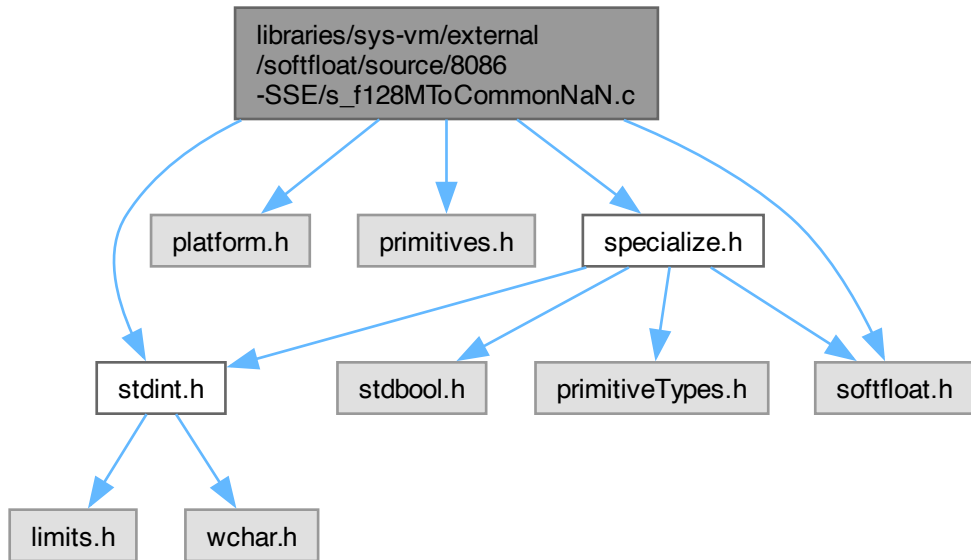 libraries/sys-vm/external
/softfloat/source/8086
-SSE/s_f128MToCommonNaN.c
platform.h
primitives.h
specialize.h
stdint.h
stdbool.h
primitiveTypes.h
softfloat.h
limits.h
wchar.h